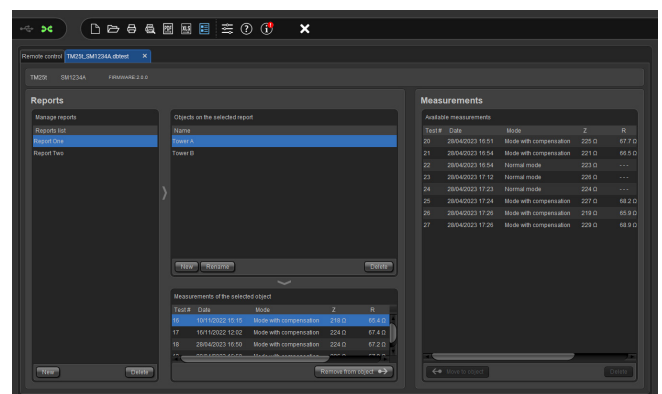 PDF XLS
Remote control TM25t_SM1234A.dbtest X
TM25t SM1234A FIRMWARE 2.0.0
Reports
Manage reports
Reports list
Report One
Report Two
New Delete
Objects on the selected report
Name
Tower A
Tower B
New Rename Delete
Measurements of the selected object
Test # Date Mode Z R
16 10/11/2022 15:15 Mode with compensation 218 Ω 65.4 Ω
17 16/11/2022 12:02 Mode with compensation 224 Ω 67.4 Ω
18 28/04/2023 16:50 Mode with compensation 224 Ω 67.2 Ω
Remove from object
Measurements
Available measurements
Test # Date Mode Z R
20 28/04/2023 16:51 Mode with compensation 225 Ω 67.7 Ω
21 28/04/2023 16:54 Mode with compensation 221 Ω 66.5 Ω
22 28/04/2023 16:54 Normal mode 223 Ω ---
23 28/04/2023 17:12 Mode with compensation 226 Ω ---
24 28/04/2023 17:23 Normal mode 224 Ω ---
25 28/04/2023 17:24 Mode with compensation 227 Ω 68.2 Ω
26 28/04/2023 17:26 Mode with compensation 219 Ω 65.9 Ω
27 28/04/2023 17:26 Mode with compensation 229 Ω 68.9 Ω
Move to object Delete